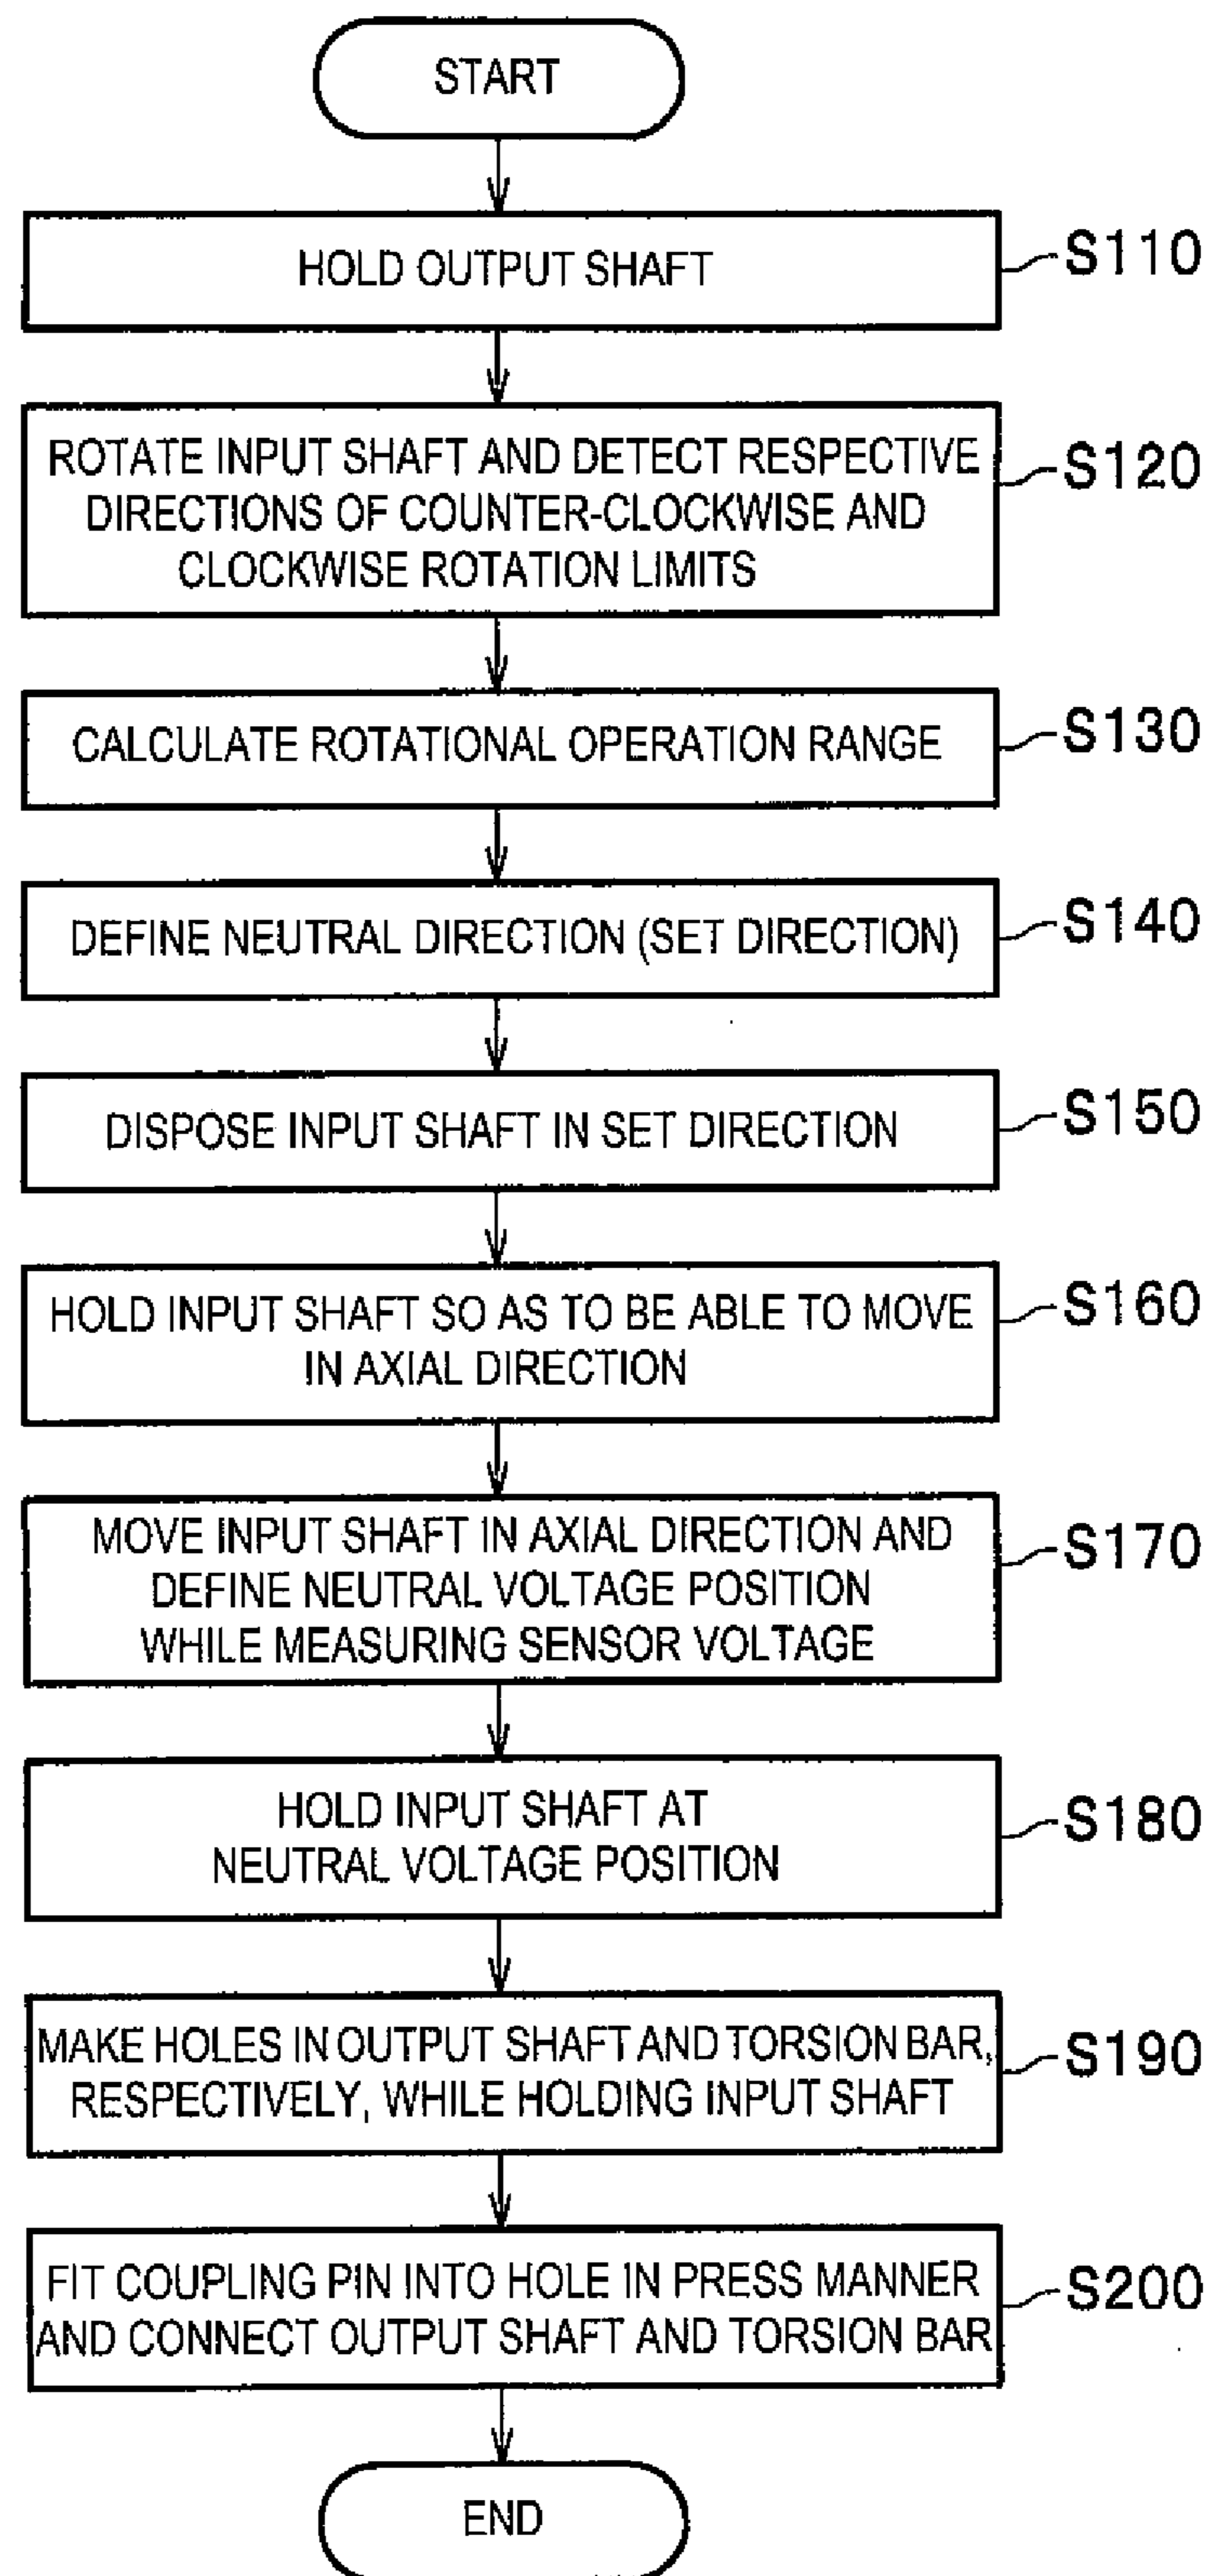 START
HOLD OUTPUT SHAFT
S110
ROTATE INPUT SHAFT AND DETECT RESPECTIVE
DIRECTIONS OF COUNTER-CLOCKWISE AND
CLOCKWISE ROTATION LIMITS
S120
CALCULATE ROTATIONAL OPERATION RANGE
S130
DEFINE NEUTRAL DIRECTION (SET DIRECTION)
S140
DISPOSE INPUT SHAFT IN SET DIRECTION
S150
HOLD INPUT SHAFT SO AS TO BE ABLE TO MOVE
IN AXIAL DIRECTION
S160
MOVE INPUT SHAFT IN AXIAL DIRECTION AND
DEFINE NEUTRAL VOLTAGE POSITION
WHILE MEASURING SENSOR VOLTAGE
S170
HOLD INPUT SHAFT AT
NEUTRAL VOLTAGE POSITION
S180
MAKE HOLES IN OUTPUT SHAFT AND TORSION BAR,
RESPECTIVELY, WHILE HOLDING INPUT SHAFT
S190
FIT COUPLING PIN INTO HOLE IN PRESS MANNER
AND CONNECT OUTPUT SHAFT AND TORSION BAR
S200
END